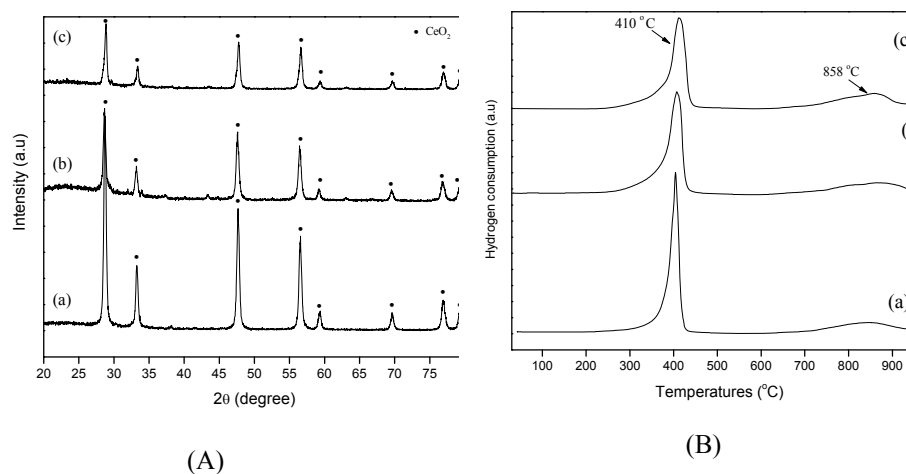 (c)
• CeO₂
(b)
(a)
Intensity (a.u)
20 25 30 35 40 45 50 55 60 65 70 75
2θ (degree)
(A)
410 °C
(c
858 °C
(
(a)
Hydrogen consumption (a.u)
100 200 300 400 500 600 700 800 900
Temperatures (°C)
(B)